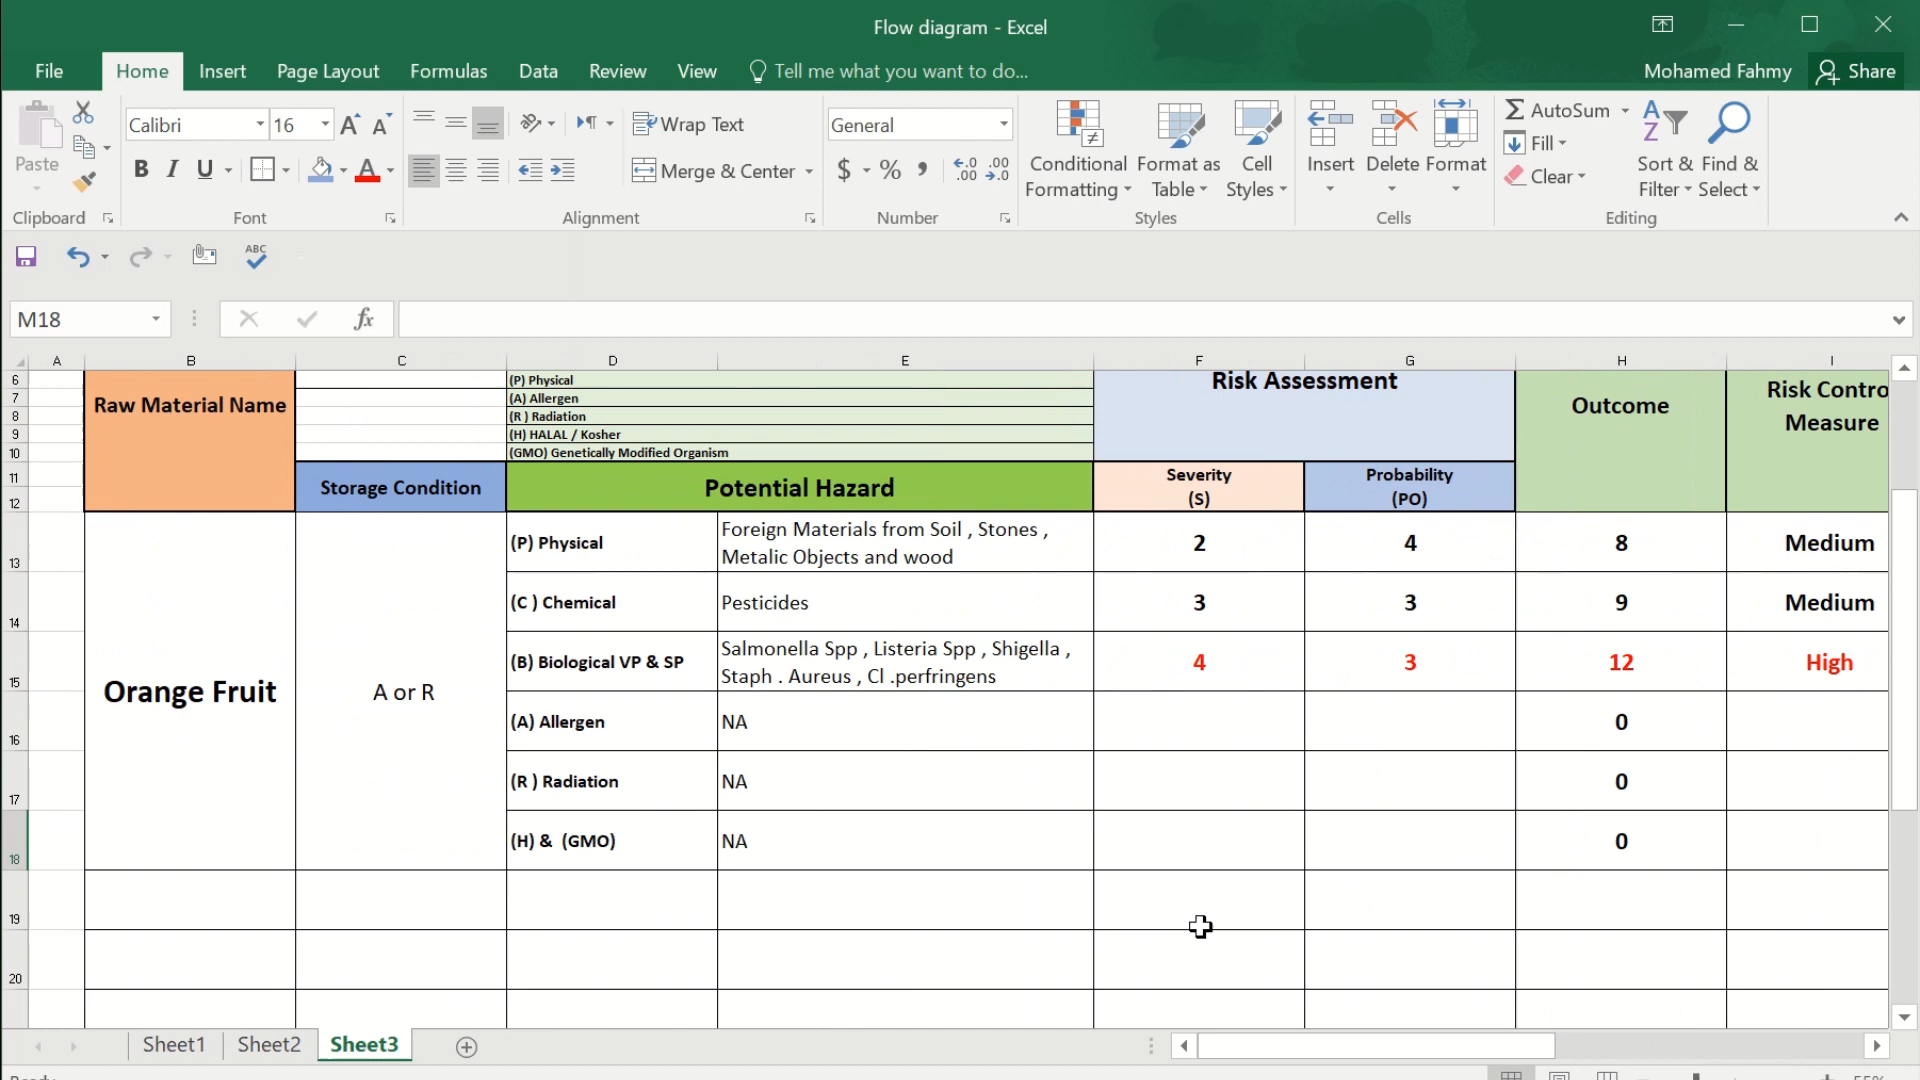 Flow diagram - Excel
File Home Insert Page Layout Formulas Data Review View Tell me what you want to do... Mohamed Fahmy Share
Paste
Clipboard
Calibri 16
B I U
Font
Wrap Text
Merge & Center
Alignment
General
$ % ,
Number
Conditional Formatting
Format as Table
Cell Styles
Styles
Insert Delete Format
Cells
AutoSum
Fill
Clear
Sort & Filter
Find & Select
Editing
ABC
M18 fx
A B C D E F G H I
6 (P) Physical
7 (A) Allergen
8 (R ) Radiation
9 (H) HALAL / Kosher
10 (GMO) Genetically Modified Organism
Raw Material Name
Risk Assessment
Outcome
Risk Contro
Measure
11 Storage Condition Potential Hazard Severity Probability
12 (S) (PO)
Orange Fruit
A or R
(P) Physical Foreign Materials from Soil , Stones ,
Metalic Objects and wood 2 4 8 Medium
13
(C ) Chemical Pesticides 3 3 9 Medium
14
(B) Biological VP & SP Salmonella Spp , Listeria Spp , Shigella ,
Staph . Aureus , Cl .perfringens 4 3 12 High
15
(A) Allergen NA 0
16
(R ) Radiation NA 0
17
(H) & (GMO) NA 0
18
19
20
Sheet1 Sheet2 Sheet3